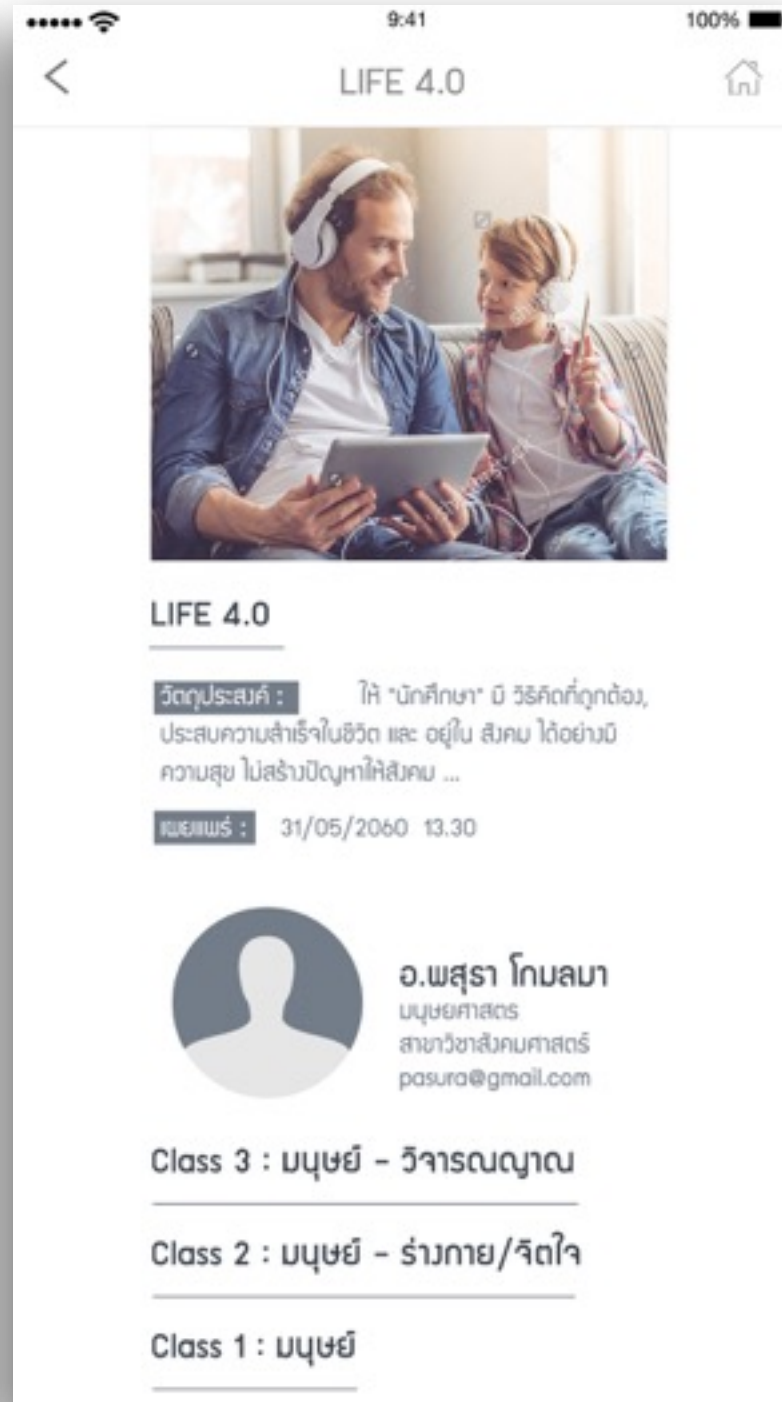 9:41
100%
LIFE 4.0
LIFE 4.0
วัตถุประสงค์ : ให้ "นักศึกษา" มี วิธิคิดที่ถูกต้อง,
ประสบความสำเร็จในชีวิต และ อยู่ใน สังคม ได้อย่างมี
ความสุข ไม่สร้างปัญหาให้สังคม ...
เผยแพร่ : 31/05/2060 13.30
อ.พสุรา โกมลมา
มนุษยศาสตร
สาขาวิชาสังคมศาสตร์
pasura@gmail.com
Class 3 : มนุษย์ - วิจารณญาณ
Class 2 : มนุษย์ - ร่างกาย/จิตใจ
Class 1 : มนุษย์